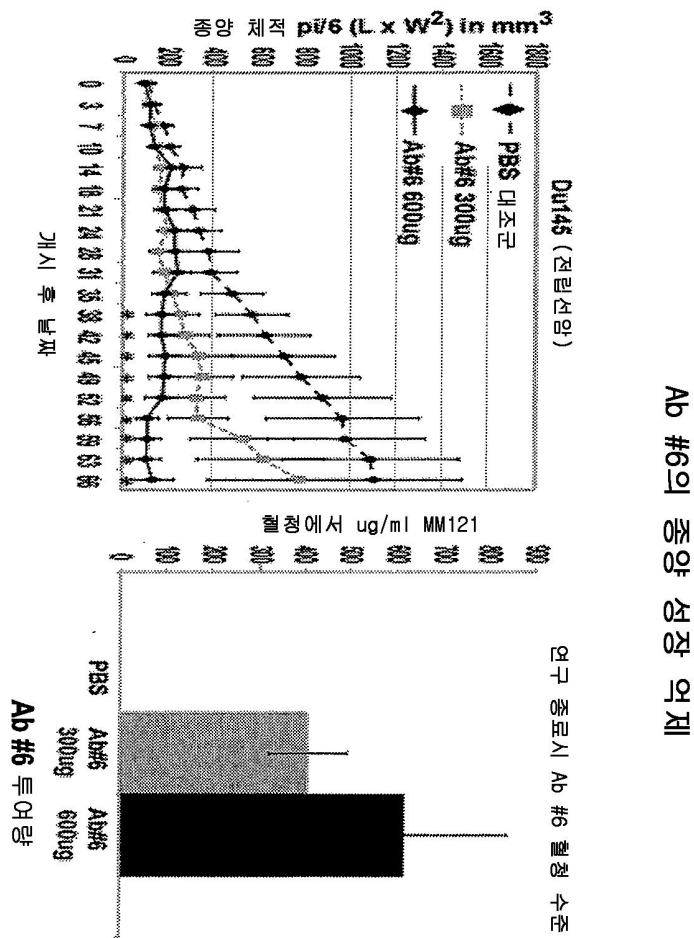 Ab #6의 종양 성장 억제
Du145 (전립선암)
종양 체적 pi/6 (L x W²) in mm³
1800
1600
1400
1200
1000
800
600
400
200
0
PBS 대조군
Ab#6 300ug
Ab#6 600ug
0 3 7 10 14 18 21 24 28 31 35 38 42 45 49 52 56 59 63 66
개시 후 날짜
연구 종료시 Ab #6 혈청 수준
혈청에서 ug/ml MM121
900
800
700
600
500
400
300
200
100
0
PBS
Ab#6
300ug
Ab#6
600ug
Ab #6 투여량